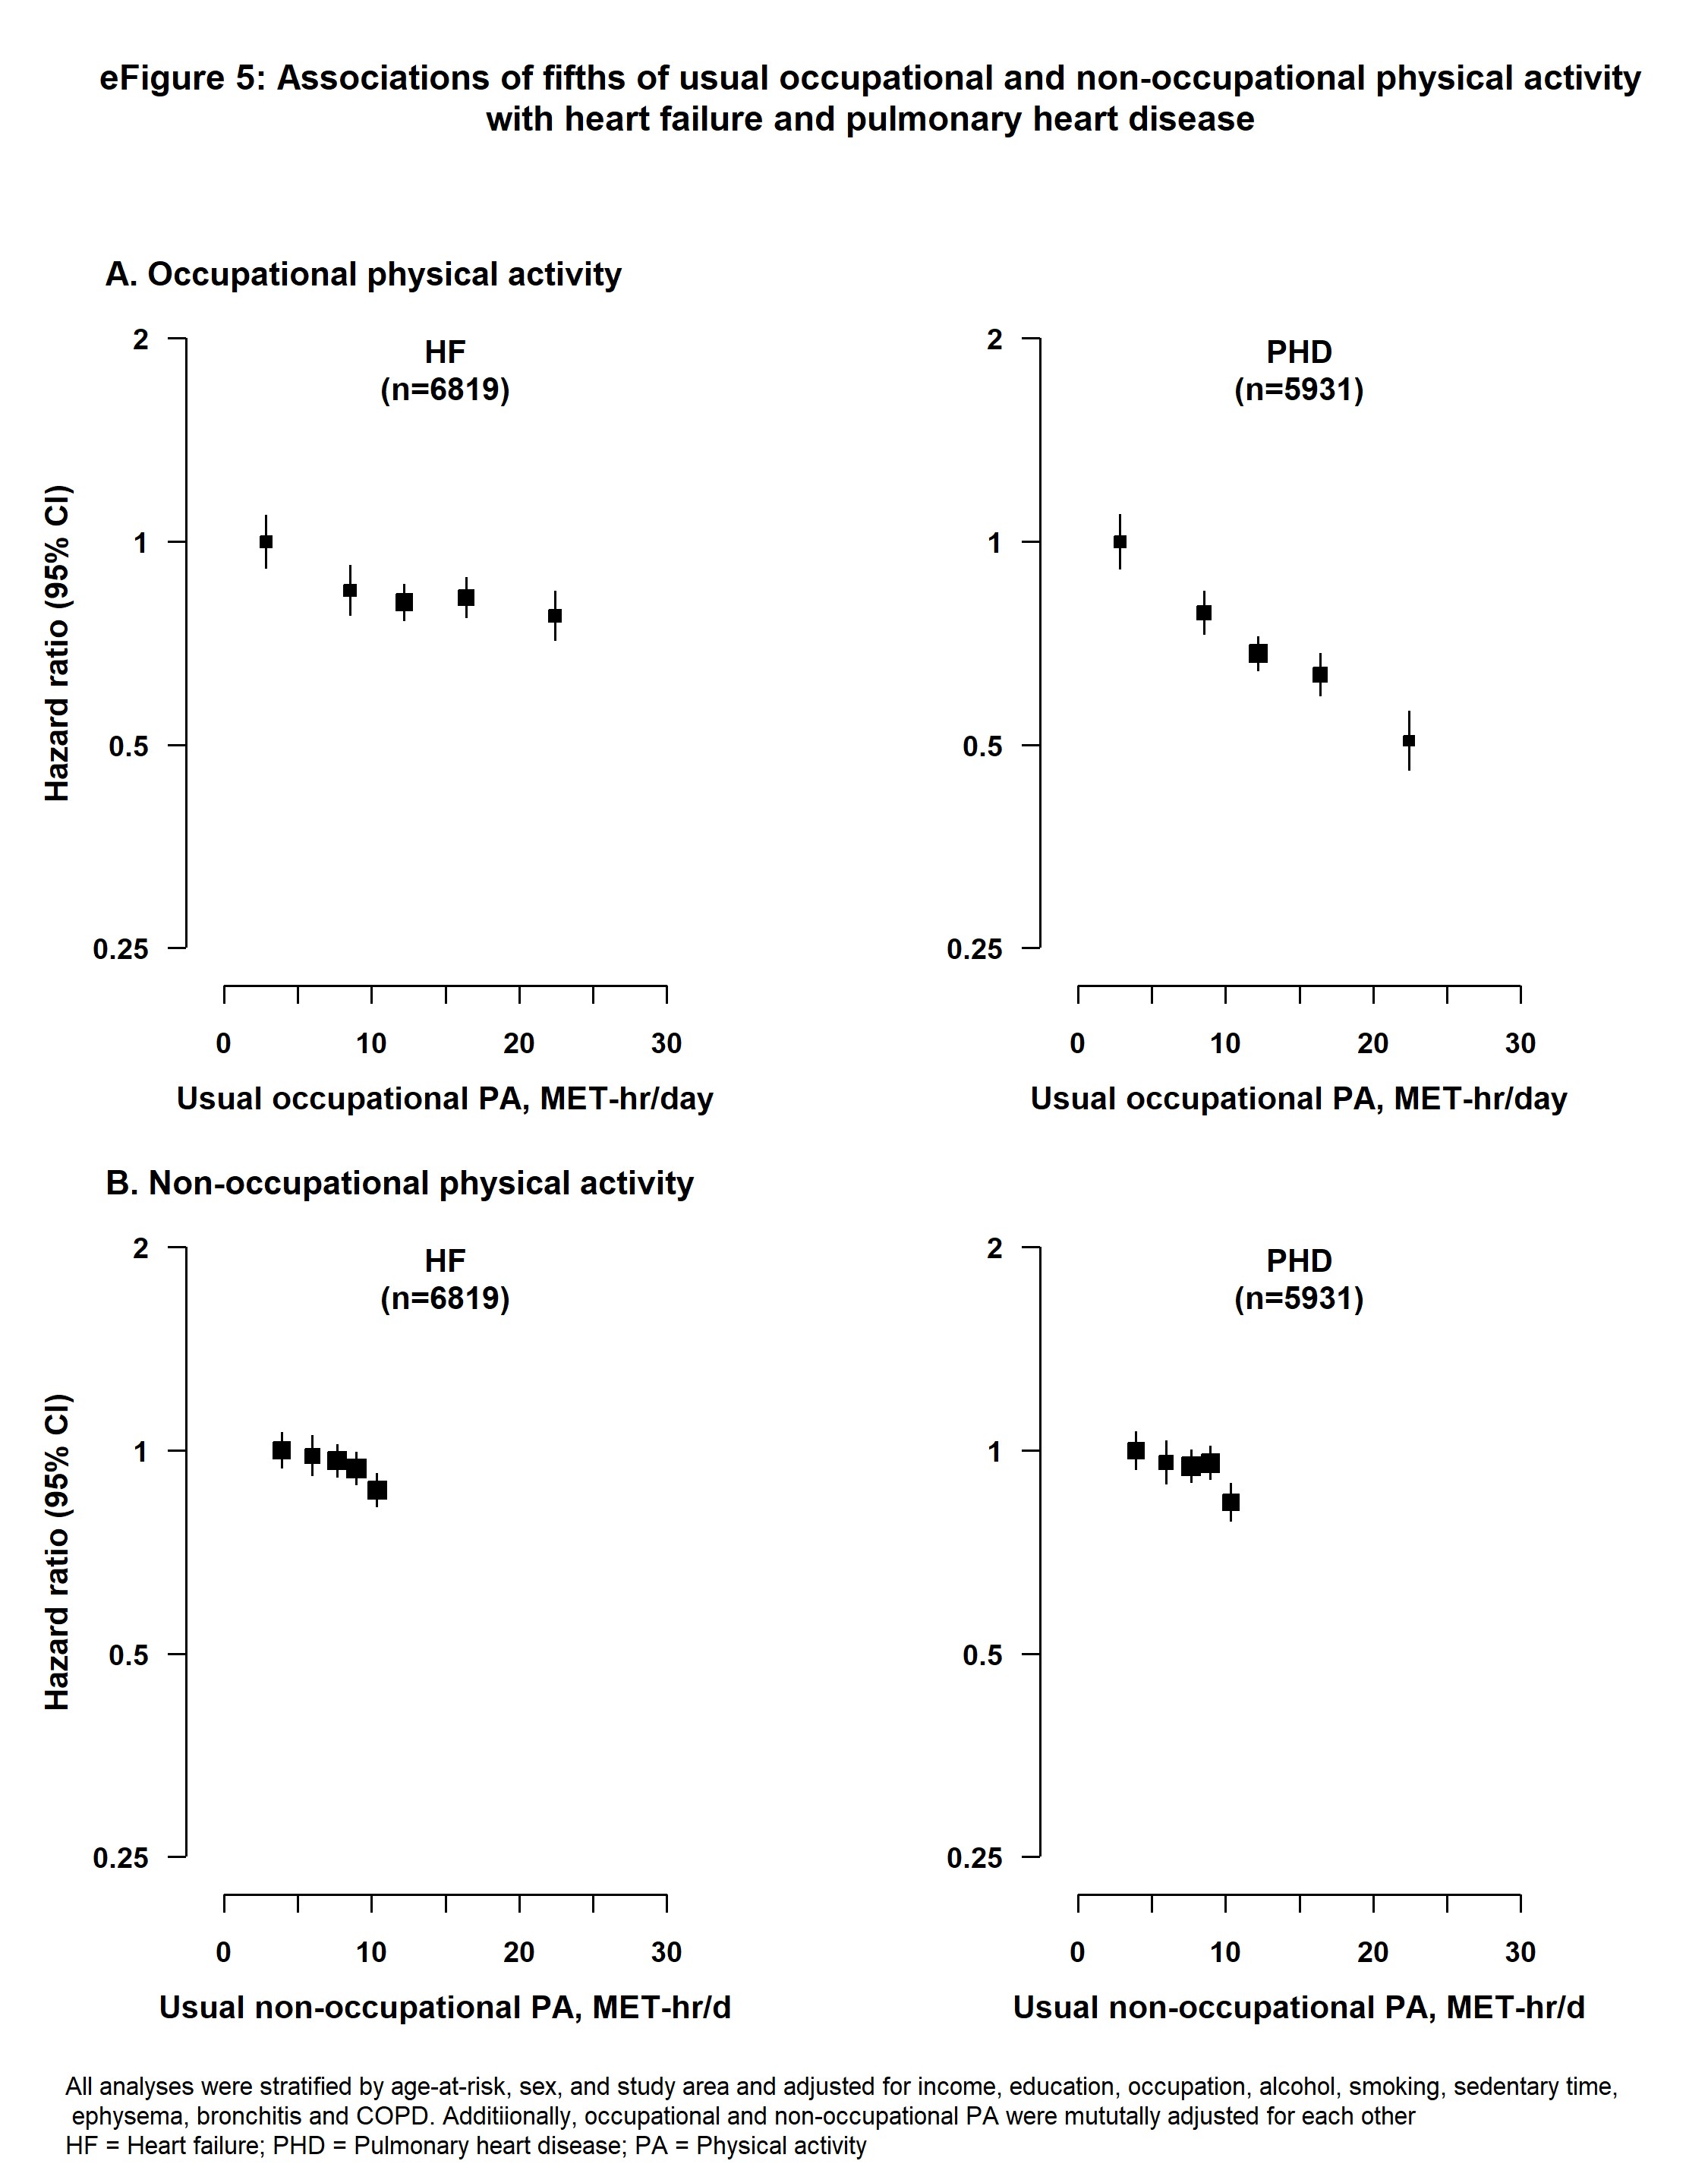 eFigure 5: Associations of fifths of usual occupational and non-occupational physical activity
with heart failure and pulmonary heart disease
A. Occupational physical activity
HF
(n=6819)
Hazard ratio (95% CI)
2
1
0.5
0.25
0 10 20 30
Usual occupational PA, MET-hr/day
PHD
(n=5931)
2
1
0.5
0.25
0 10 20 30
Usual occupational PA, MET-hr/day
B. Non-occupational physical activity
HF
(n=6819)
Hazard ratio (95% CI)
2
1
0.5
0.25
0 10 20 30
Usual non-occupational PA, MET-hr/d
PHD
(n=5931)
2
1
0.5
0.25
0 10 20 30
Usual non-occupational PA, MET-hr/d
All analyses were stratified by age-at-risk, sex, and study area and adjusted for income, education, occupation, alcohol, smoking, sedentary time,
ephysema, bronchitis and COPD. Additiionally, occupational and non-occupational PA were mututally adjusted for each other
HF = Heart failure; PHD = Pulmonary heart disease; PA = Physical activity